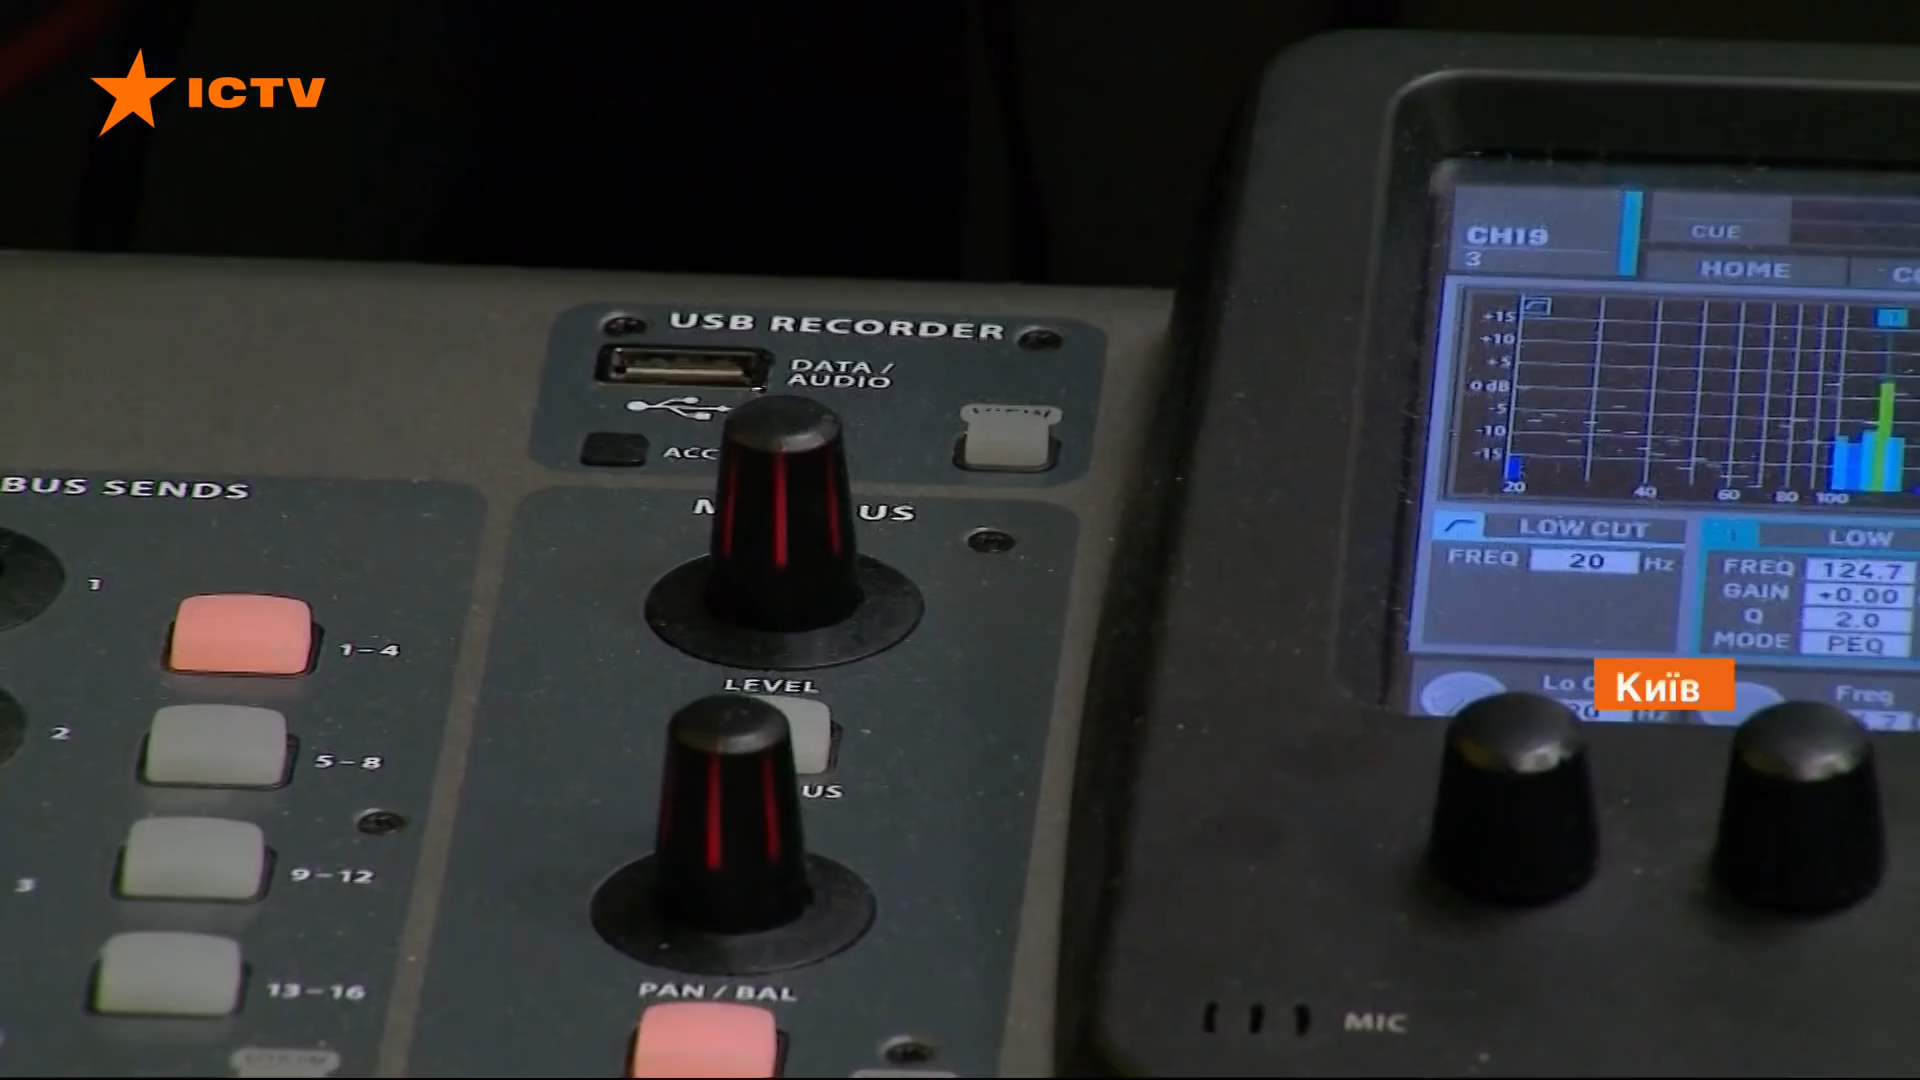 ICTV
USB RECORDER
DATA /
AUDIO
BUS SENDS
1
1-4
2
5-8
3
9-12
13-16
LEVEL
PAN / BAL
MIC
CH19
3
CUE
HOME
+15
+10
+5
0 dB
-5
-10
-15
20 40 60 80 100
LOW CUT
FREQ 20 Hz
1 LOW
FREQ 124.7
GAIN +0.00
Q 2.0
MODE PEQ
Freq
Київ